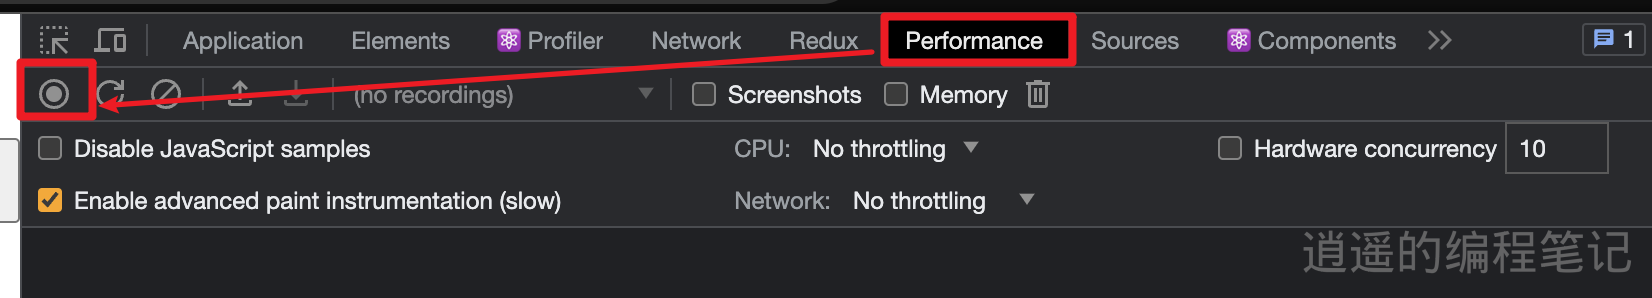 Application Elements Profiler Network Redux Performance Sources Components 1
(no recordings) Screenshots Memory
Disable JavaScript samples CPU: No throttling Hardware concurrency 10
Enable advanced paint instrumentation (slow) Network: No throttling
逍遥的编程笔记